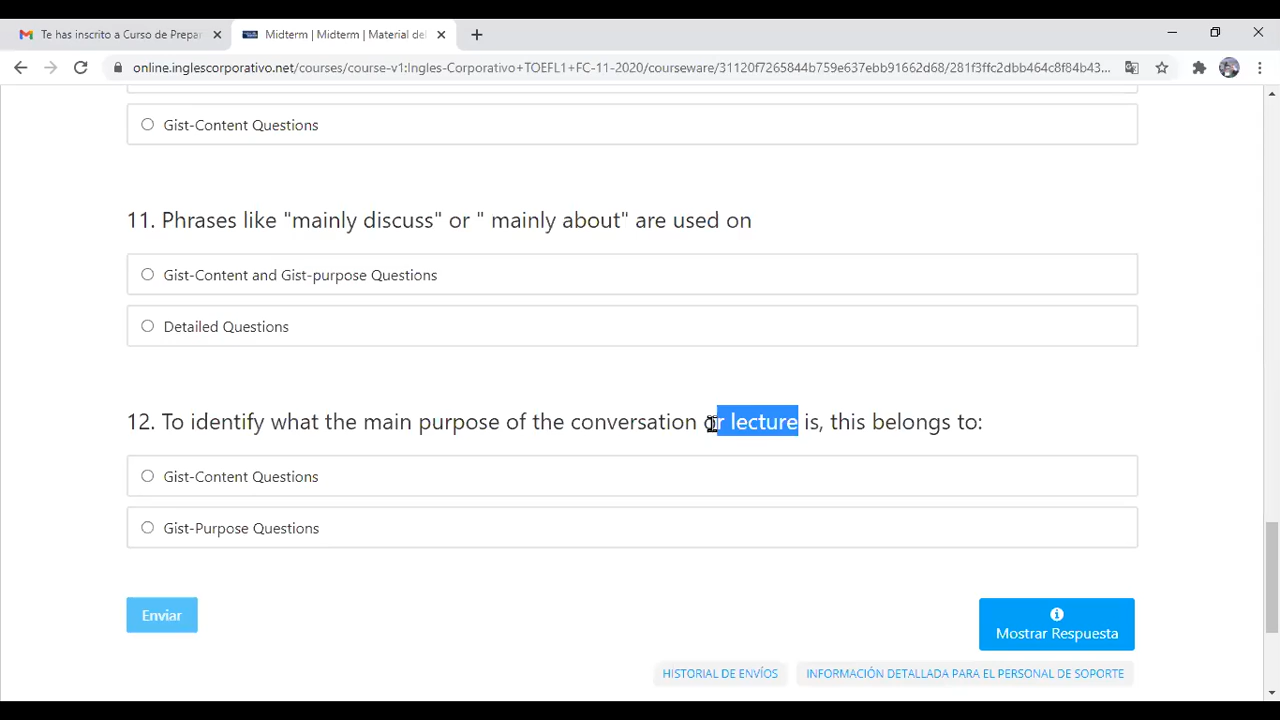 Te has inscrito a Curso de Prepar
Midterm | Midterm | Material del
online.inglescorporativo.net/courses/course-v1:Ingles-Corporativo+TOEFL1+FC-11-2020/courseware/31120f7265844b759e637ebb91662d68/281f3ffc2dbb464c8f84b43...
Gist-Content Questions
11. Phrases like "mainly discuss" or " mainly about" are used on
Gist-Content and Gist-purpose Questions
Detailed Questions
12. To identify what the main purpose of the conversation or lecture is, this belongs to:
Gist-Content Questions
Gist-Purpose Questions
Enviar
Mostrar Respuesta
HISTORIAL DE ENVÍOS
INFORMACIÓN DETALLADA PARA EL PERSONAL DE SOPORTE